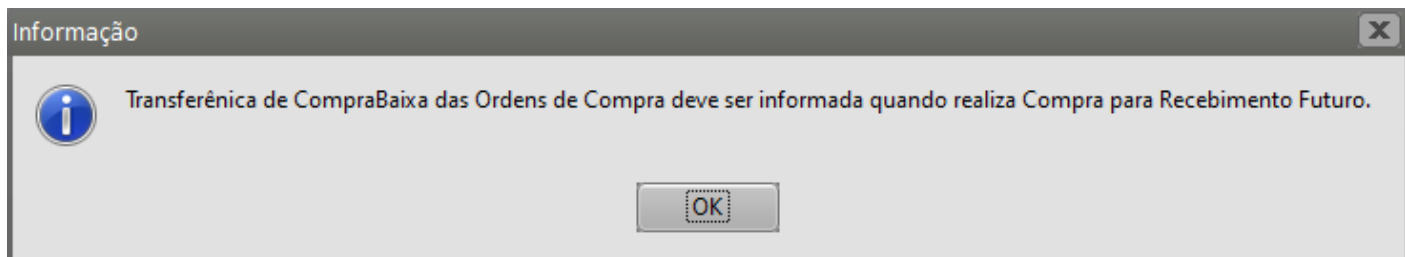 Informação
Transferênica de CompraBaixa das Ordens de Compra deve ser informada quando realiza Compra para Recebimento Futuro.
OK